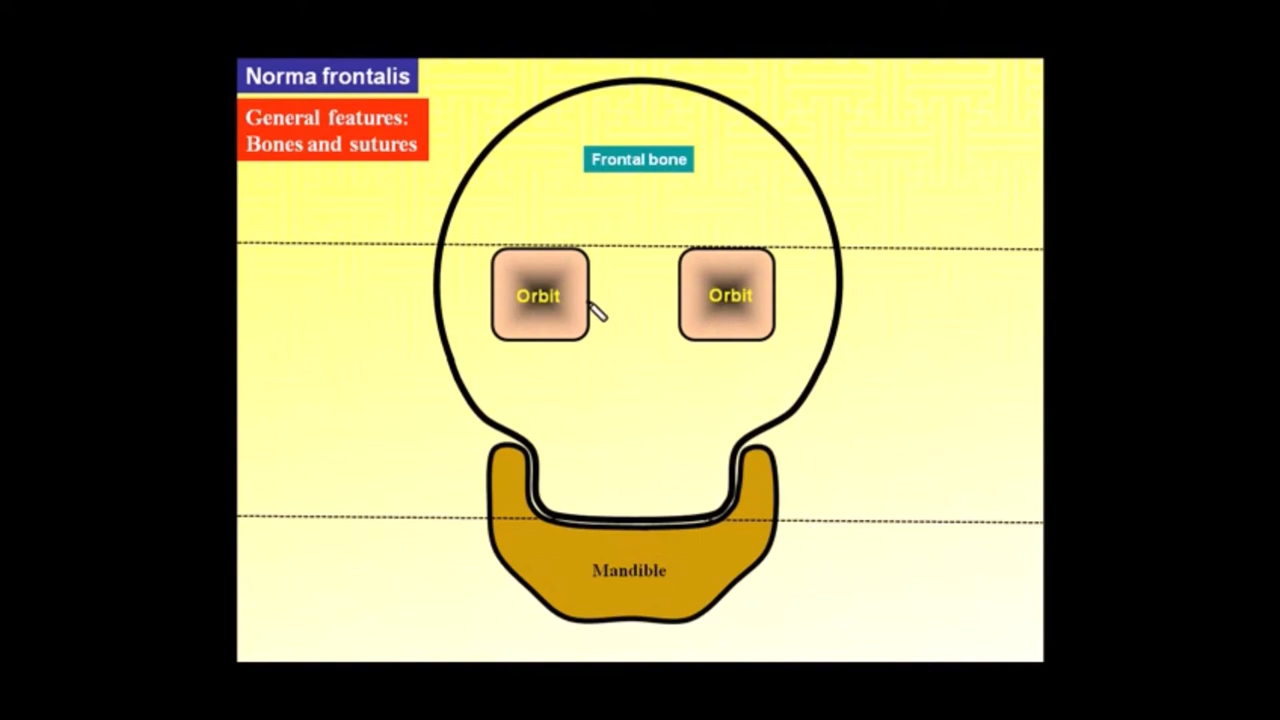 Norma frontalis
General features:
Bones and sutures
Frontal bone
Orbit
Orbit
Mandible